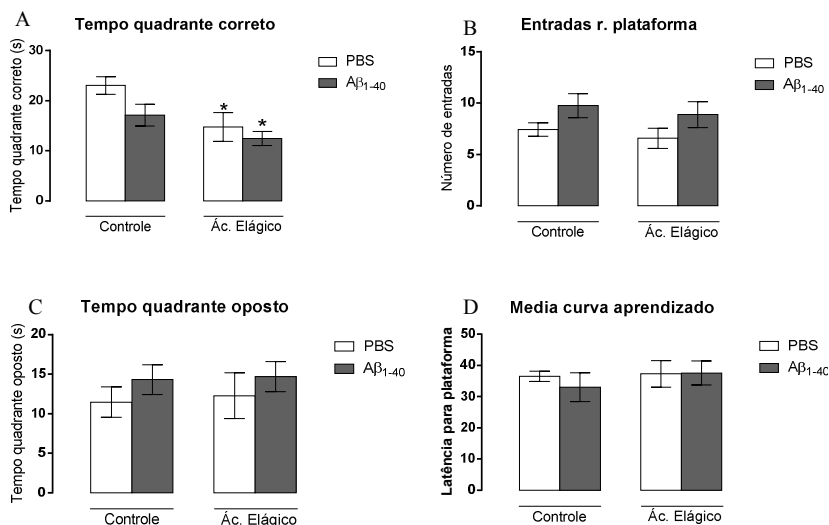 A
Tempo quadrante correto
Tempo quadrante correto (s)
30
20
10
0
*
*
PBS
Aβ1-40
Controle
Ác. Elágico
B
Entradas r. plataforma
Número de entradas
15
10
5
0
PBS
Aβ1-40
Controle
Ác. Elágico
C
Tempo quadrante oposto
Tempo quadrante oposto (s)
20
15
10
5
0
PBS
Aβ1-40
Controle
Ác. Elágico
D
Media curva aprendizado
Latência para plataforma
50
40
30
20
10
0
PBS
Aβ1-40
Controle
Ác. Elágico